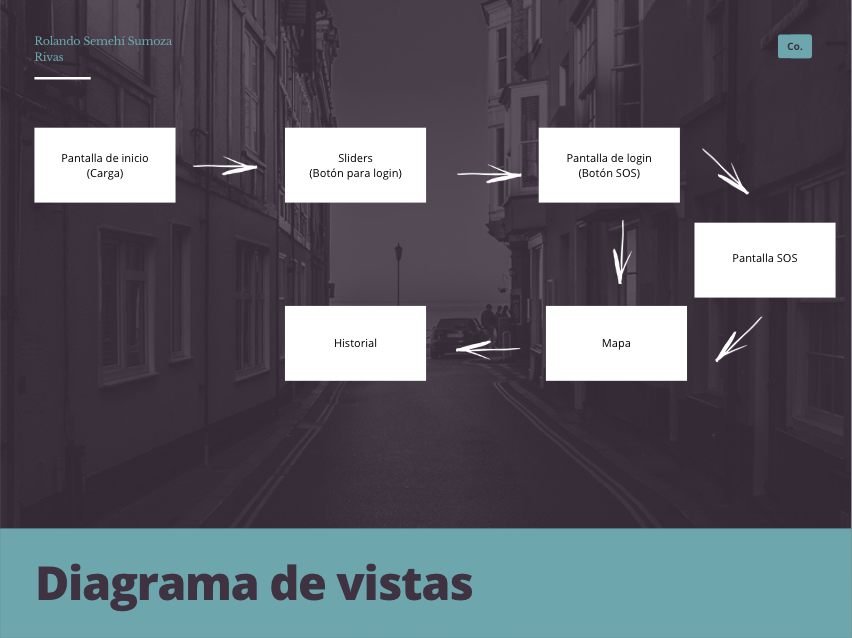 Rolando Semehí Sumoza
Rivas
Co.
Pantalla de inicio
(Carga)
Sliders
(Botón para login)
Pantalla de login
(Botón SOS)
Pantalla SOS
Historial
Mapa
Diagrama de vistas